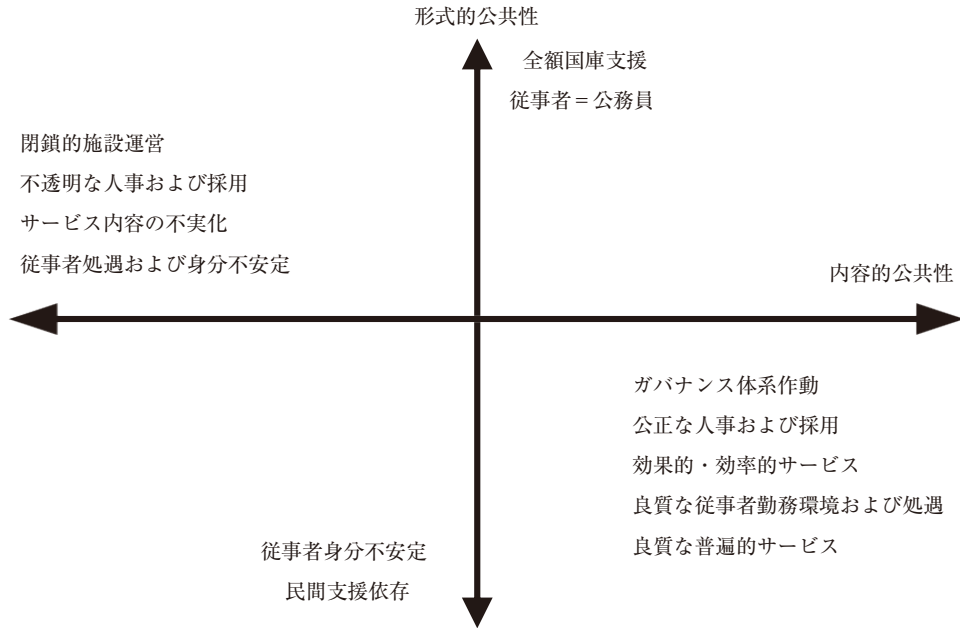 形式的公共性
全額国庫支援
従事者＝公務員
閉鎖的施設運営
不透明な人事および採用
サービス内容の不実化
従事者処遇および身分不安定
内容的公共性
ガバナンス体系作動
公正な人事および採用
効果的・効率的サービス
良質な従事者勤務環境および処遇
良質な普遍的サービス
従事者身分不安定
民間支援依存